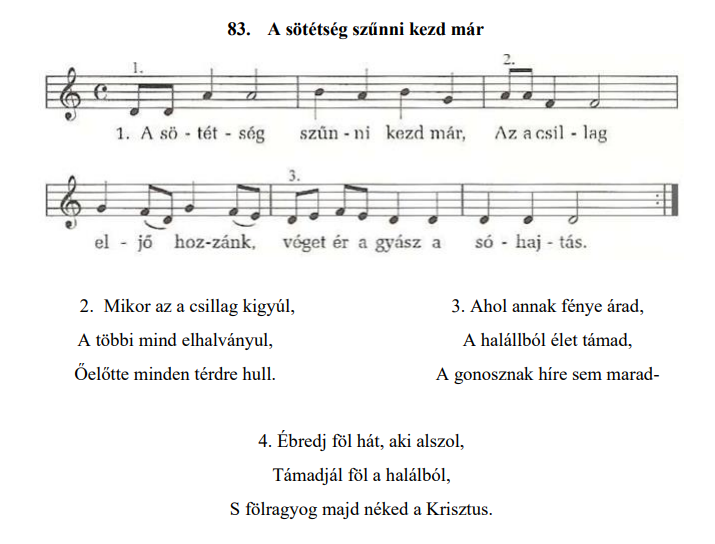 83. A sötétség szűnni kezd már
1.
2.
1. A sö - tét - ség szűn - ni kezd már, Az a csil - lag
3.
el - jő hoz-zánk, véget ér a gyász a só - haj - tás.
2. Mikor az a csillag kigyúl,
A többi mind elhalványul,
Őelőtte minden térdre hull.
3. Ahol annak fénye árad,
A halállból élet támad,
A gonosznak híre sem marad-
4. Ébredj föl hát, aki alszol,
Támadjál föl a halálból,
S fölragyog majd néked a Krisztus.